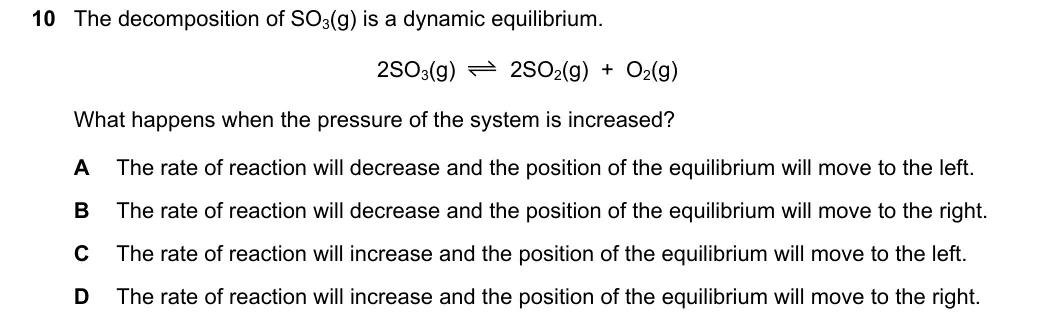 10 The decomposition of SO₃(g) is a dynamic equilibrium.
2SO₃(g) ⇌ 2SO₂(g) + O₂(g)
What happens when the pressure of the system is increased?
A The rate of reaction will decrease and the position of the equilibrium will move to the left.
B The rate of reaction will decrease and the position of the equilibrium will move to the right.
C The rate of reaction will increase and the position of the equilibrium will move to the left.
D The rate of reaction will increase and the position of the equilibrium will move to the right.